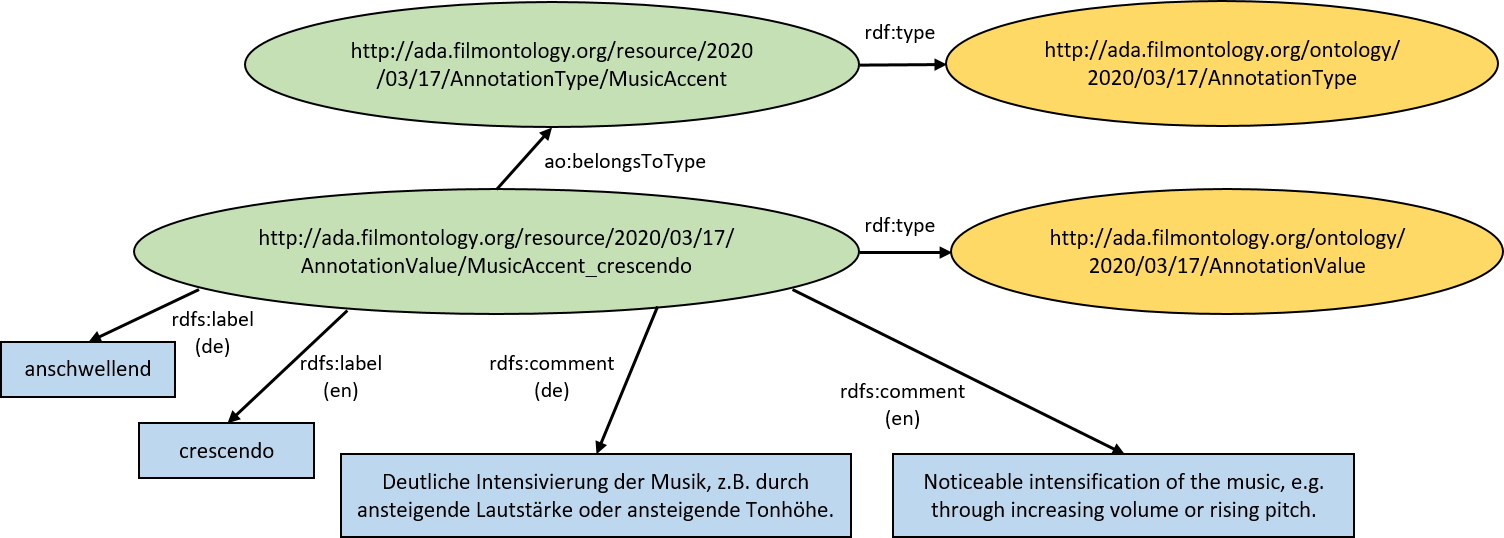 http://ada.filmontology.org/resource/2020
/03/17/AnnotationType/MusicAccent
rdf:type
http://ada.filmontology.org/ontology/
2020/03/17/AnnotationType
ao:belongsToType
http://ada.filmontology.org/resource/2020/03/17/
AnnotationValue/MusicAccent_crescendo
rdf:type
http://ada.filmontology.org/ontology/
2020/03/17/AnnotationValue
rdfs:label
(de)
anschwellend
rdfs:label
(en)
crescendo
rdfs:comment
(de)
Deutliche Intensivierung der Musik, z.B. durch
ansteigende Lautstärke oder ansteigende Tonhöhe.
rdfs:comment
(en)
Noticeable intensification of the music, e.g.
through increasing volume or rising pitch.